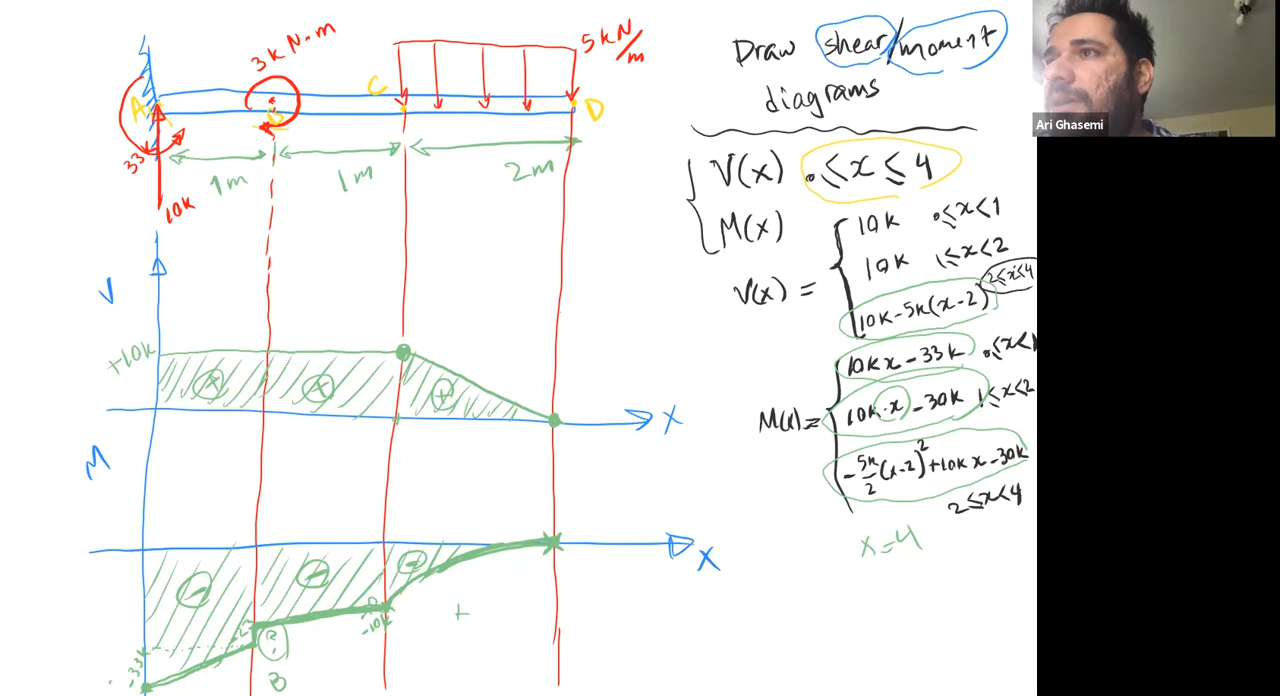 3kN.m
5kN/m
A
B
C
D
33
10k
1m
1m
2m
V
+10k
X
M
X
-33k
-23
-10k
B
Draw shear/moment
diagrams
V(x) 0≤x≤4
M(x)
V(x) =
10k 0≤x<1
10k 1≤x<2
10k-5k(x-2) 2≤x≤4
M(x)=
10kx-33k 0≤x<1
10k·x-30k 1≤x<2
-5k/2(x-2)²+10kx-30k
2≤x<4
x=4
Ari Ghasemi